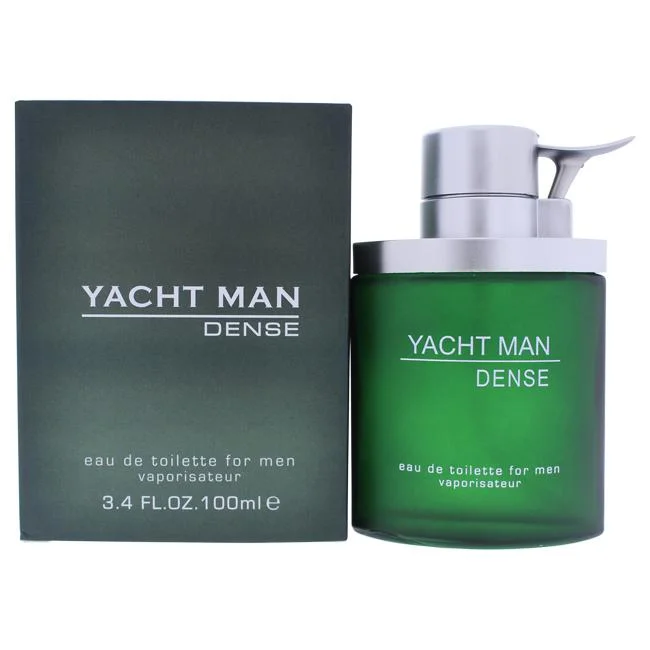 YACHT MAN
DENSE
eau de toilette for men
vaporisateur
3.4 FL.OZ.100ml℮
YACHT MAN
DENSE
eau de toilette for men
vaporisateur